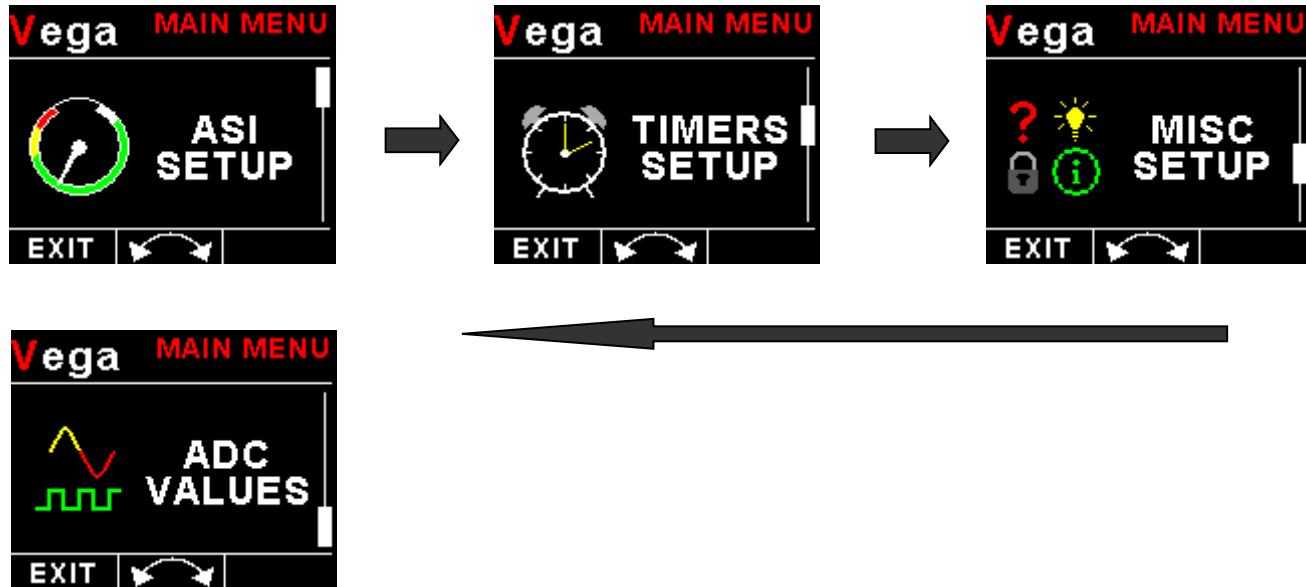 Vega MAIN MENU
ASI
SETUP
EXIT
Vega MAIN MENU
TIMERS
SETUP
EXIT
Vega MAIN MENU
?
MISC
SETUP
i
EXIT
Vega MAIN MENU
ADC
VALUES
EXIT